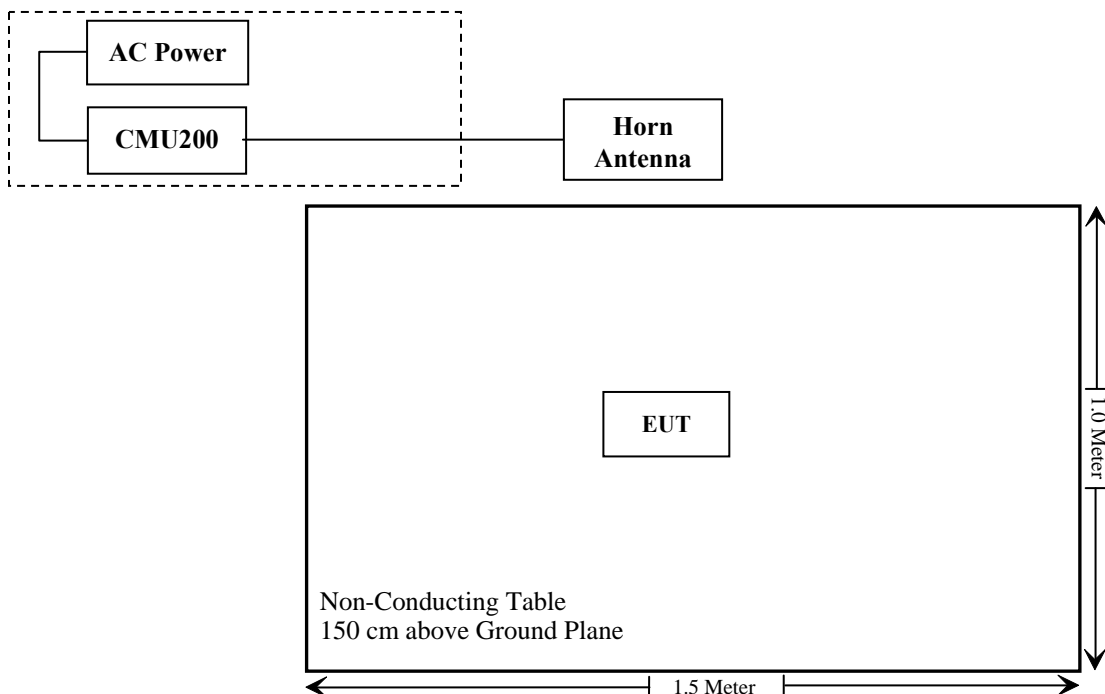 AC Power
CMU200
Horn
Antenna
EUT
1.0 Meter
Non-Conducting Table
150 cm above Ground Plane
1.5 Meter